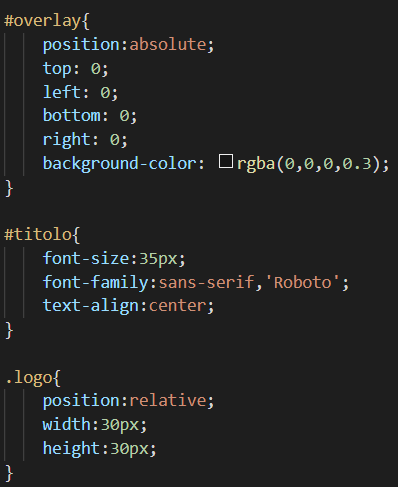 #overlay{
position:absolute;
top: 0;
left: 0;
bottom: 0;
right: 0;
background-color: rgba(0,0,0,0.3);
}
#titolo{
font-size:35px;
font-family:sans-serif,'Roboto';
text-align:center;
}
.logo{
position:relative;
width:30px;
height:30px;
}